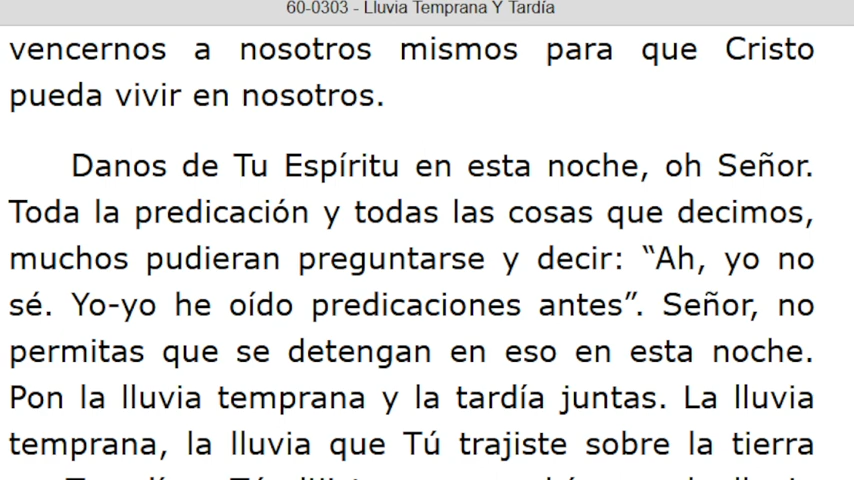 60-0303 - Lluvia Temprana Y Tardía
vencernos a nosotros mismos para que Cristo
pueda vivir en nosotros.
Danos de Tu Espíritu en esta noche, oh Señor.
Toda la predicación y todas las cosas que decimos,
muchos pudieran preguntarse y decir: “Ah, yo no
sé. Yo-yo he oído predicaciones antes”. Señor, no
permitas que se detengan en eso en esta noche.
Pon la lluvia temprana y la tardía juntas. La lluvia
temprana, la lluvia que Tú trajiste sobre la tierra